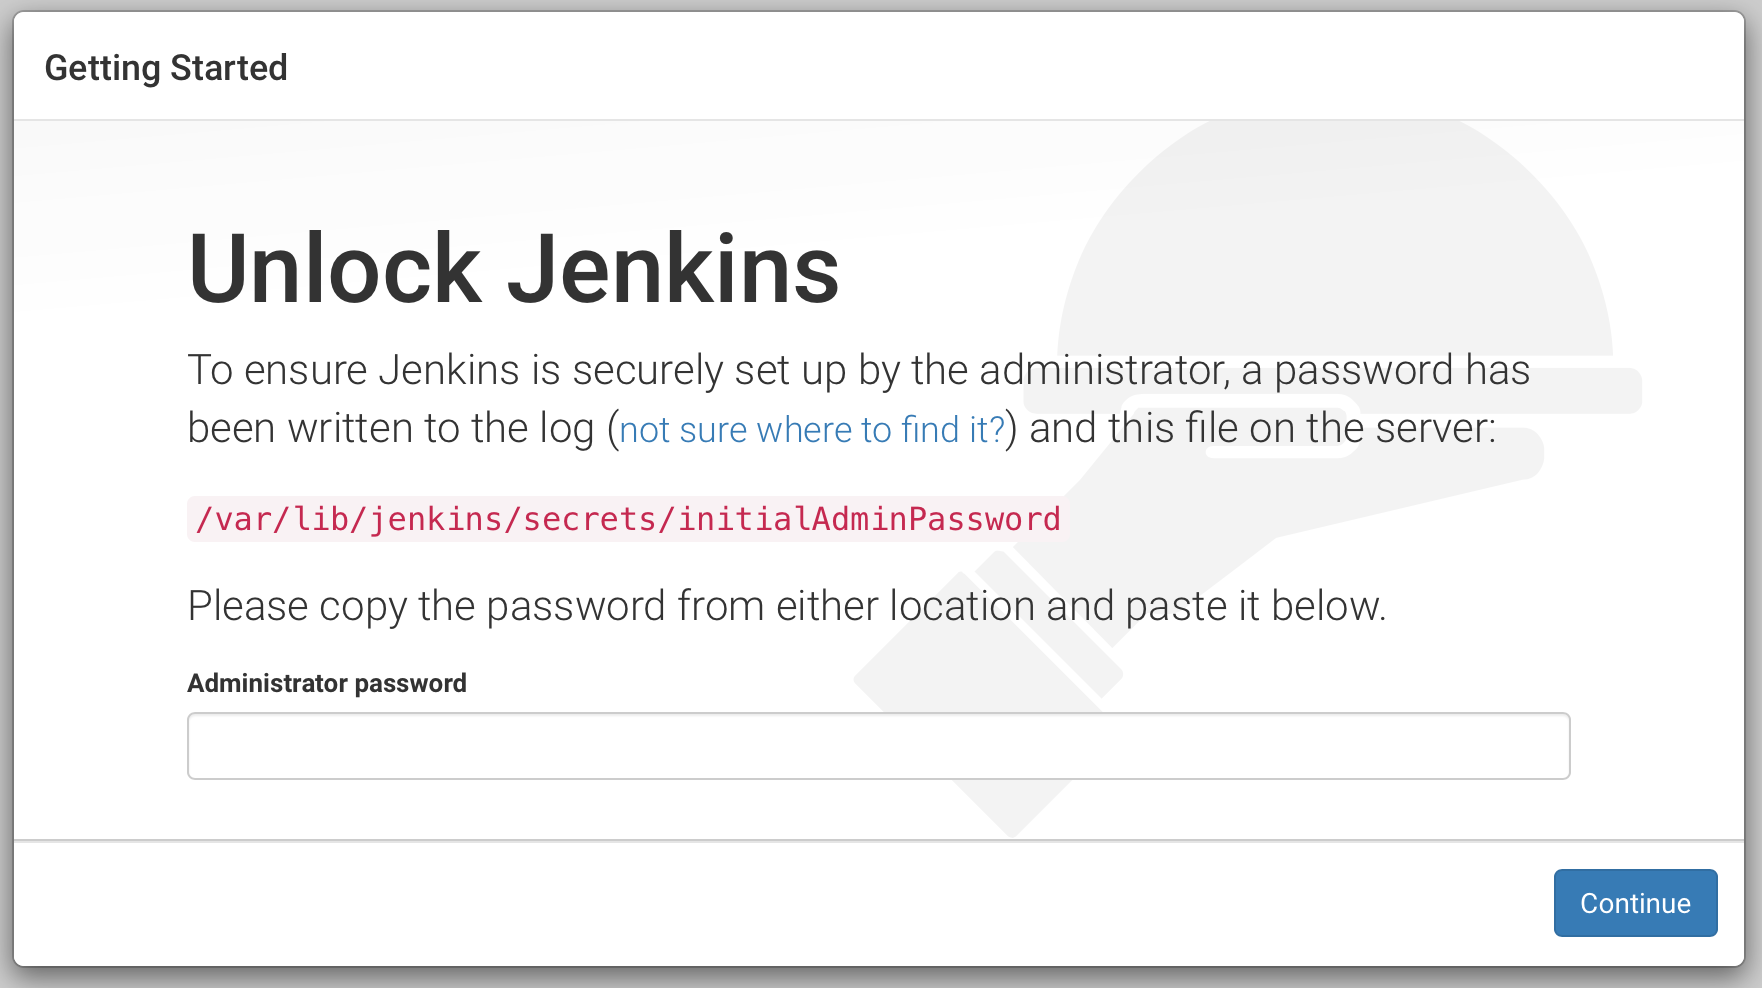 Getting Started
Unlock Jenkins
To ensure Jenkins is securely set up by the administrator, a password has
been written to the log (not sure where to find it?) and this file on the server:
/var/lib/jenkins/secrets/initialAdminPassword
Please copy the password from either location and paste it below.
Administrator password
Continue